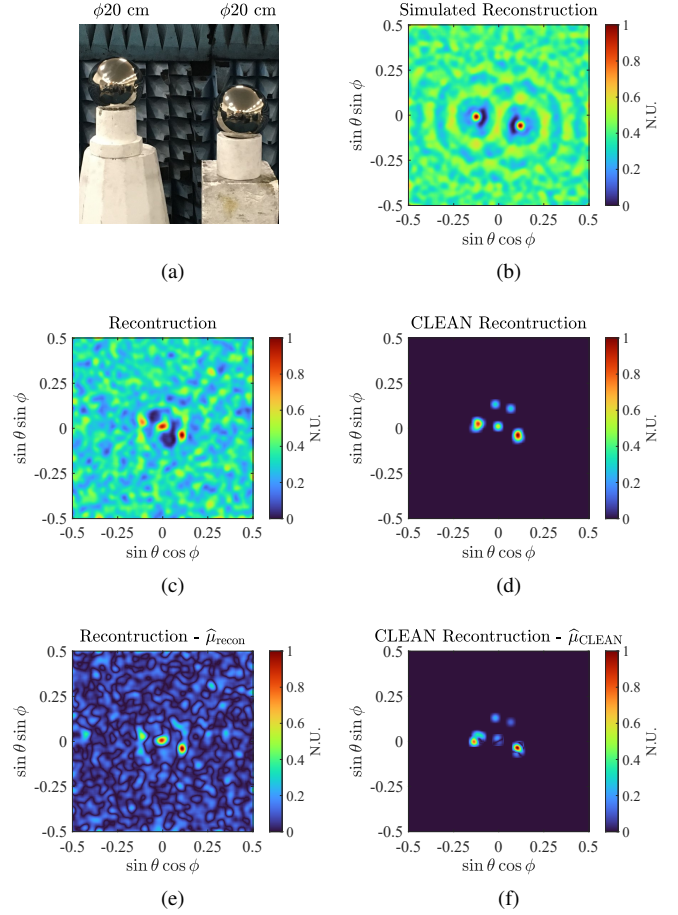 ϕ20 cm ϕ20 cm
(a)
Simulated Reconstruction
0.5
0.25
0
-0.25
-0.5
-0.5 -0.25 0 0.25 0.5
sin θ cos ϕ
sin θ sin ϕ
1
0.8
0.6
0.4
0.2
0
N.U.
(b)
Recontruction
0.5
0.25
0
-0.25
-0.5
-0.5 -0.25 0 0.25 0.5
sin θ cos ϕ
sin θ sin ϕ
1
0.8
0.6
0.4
0.2
0
N.U.
(c)
CLEAN Recontruction
0.5
0.25
0
-0.25
-0.5
-0.5 -0.25 0 0.25 0.5
sin θ cos ϕ
sin θ sin ϕ
1
0.8
0.6
0.4
0.2
0
N.U.
(d)
Recontruction - μ̂recon
0.5
0.25
0
-0.25
-0.5
-0.5 -0.25 0 0.25 0.5
sin θ cos ϕ
sin θ sin ϕ
1
0.8
0.6
0.4
0.2
0
N.U.
(e)
CLEAN Recontruction - μ̂CLEAN
0.5
0.25
0
-0.25
-0.5
-0.5 -0.25 0 0.25 0.5
sin θ cos ϕ
sin θ sin ϕ
1
0.8
0.6
0.4
0.2
0
N.U.
(f)